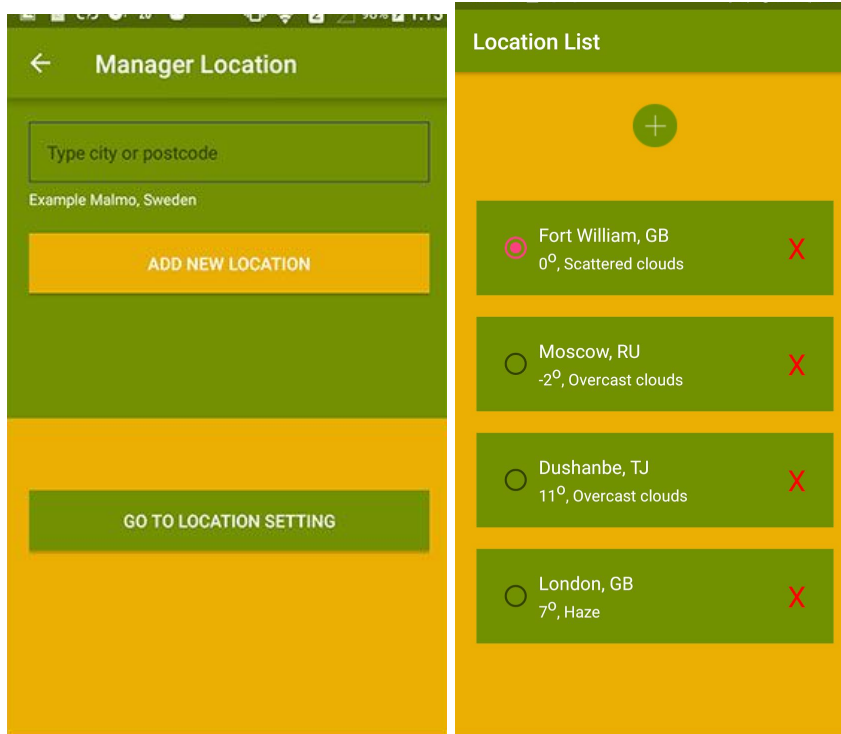 Manager Location
Type city or postcode
Example Malmo, Sweden
ADD NEW LOCATION
GO TO LOCATION SETTING
Location List
Fort William, GB
0º, Scattered clouds
X
Moscow, RU
-2º, Overcast clouds
X
Dushanbe, TJ
11º, Overcast clouds
X
London, GB
7º, Haze
X